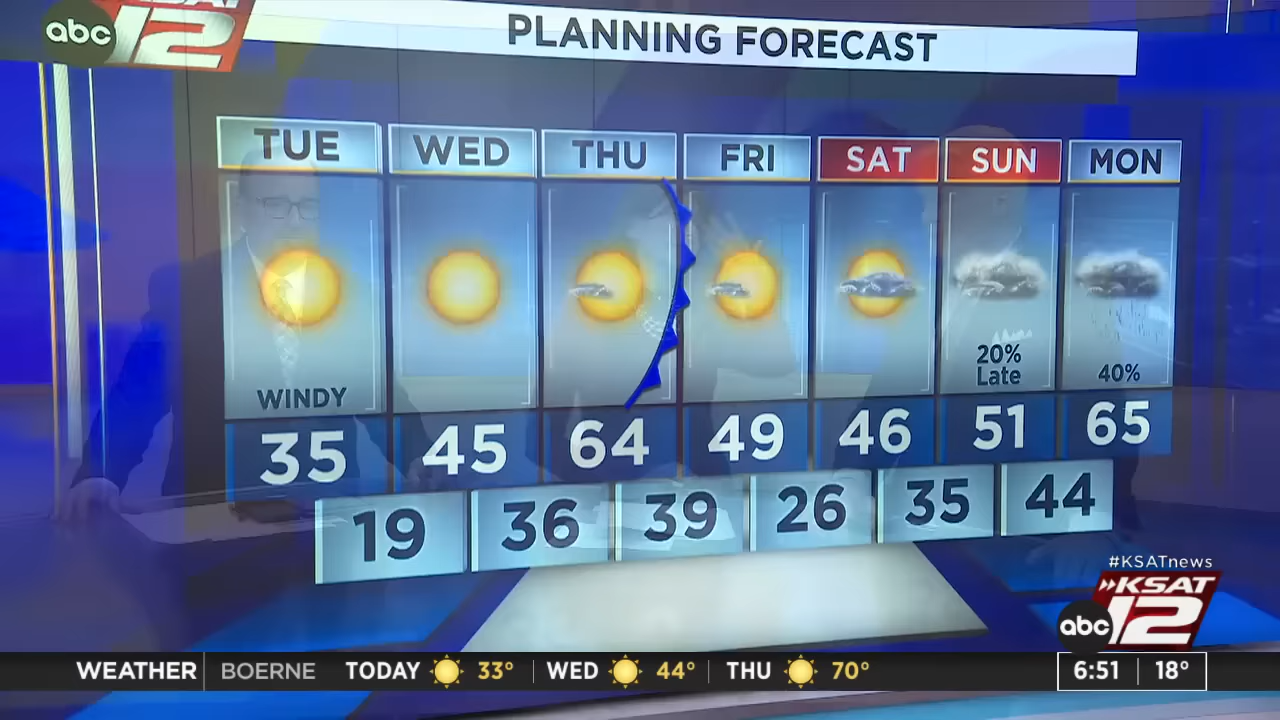 abc
KSAT
12
PLANNING FORECAST
TUE WED THU FRI SAT SUN MON
WINDY
20%
Late
40%
35 45 64 49 46 51 65
19 36 39 26 35 44
#KSATnews
KSAT
abc 12
WEATHER BOERNE TODAY 33° WED 44° THU 70° 6:51 18°